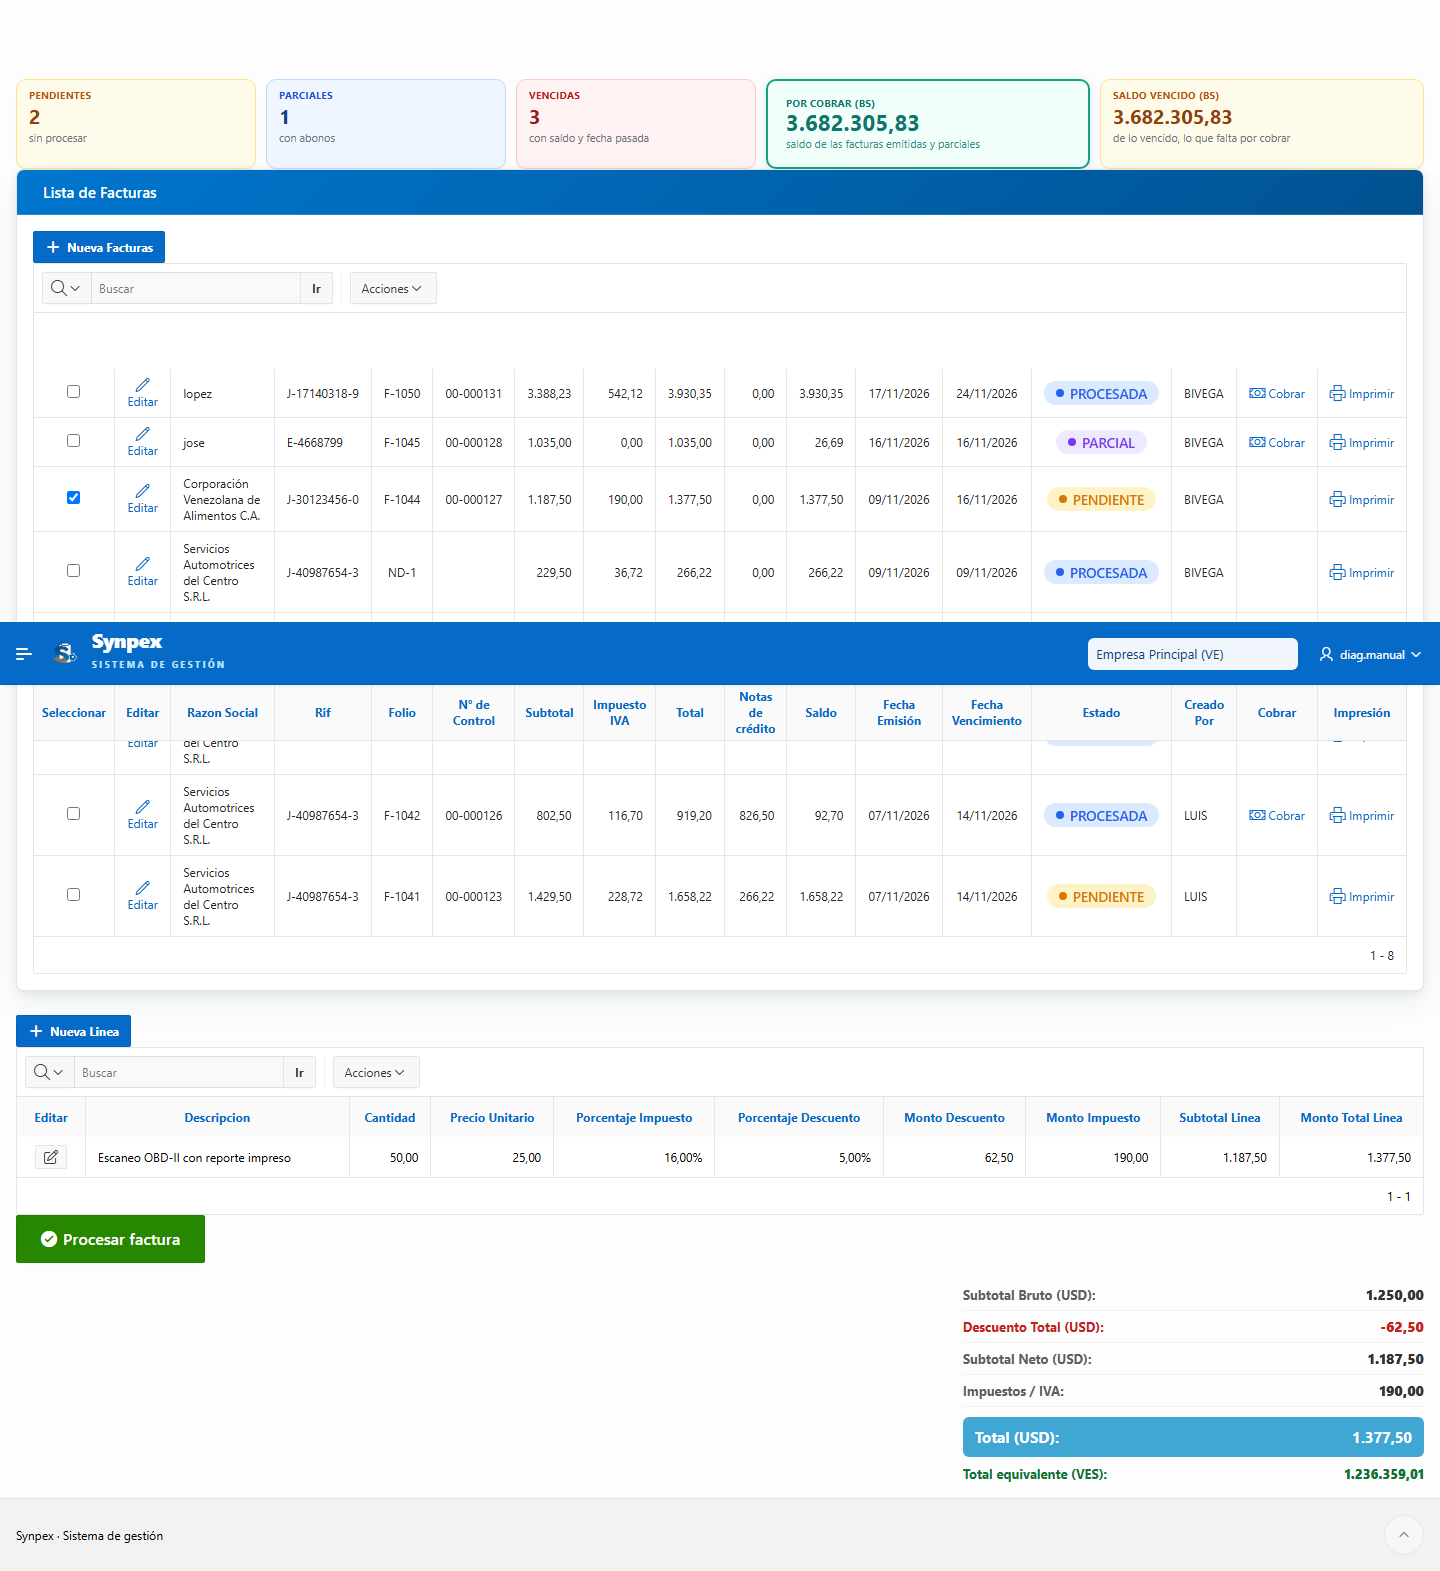 PENDIENTES
2
sin procesar
PARCIALES
1
con abonos
VENCIDAS
3
con saldo y fecha pasada
POR COBRAR (BS)
3.682.305,83
saldo de las facturas emitidas y parciales
SALDO VENCIDO (BS)
3.682.305,83
de lo vencido, lo que falta por cobrar
Lista de Facturas
Nueva Facturas
Buscar Ir Acciones
Editar lopez J-17140318-9 F-1050 00-000131 3.388,23 542,12 3.930,35 0,00 3.930,35 17/11/2026 24/11/2026 PROCESADA BIVEGA Cobrar Imprimir
Editar jose E-4668799 F-1045 00-000128 1.035,00 0,00 1.035,00 0,00 26,69 16/11/2026 16/11/2026 PARCIAL BIVEGA Cobrar Imprimir
Corporación
Venezolana de
Alimentos C.A.
Editar J-30123456-0 F-1044 00-000127 1.187,50 190,00 1.377,50 0,00 1.377,50 09/11/2026 16/11/2026 PENDIENTE BIVEGA Imprimir
Servicios
Automotrices
del Centro
S.R.L.
Editar J-40987654-3 ND-1 229,50 36,72 266,22 0,00 266,22 09/11/2026 09/11/2026 PROCESADA BIVEGA Imprimir
Synpex
SISTEMA DE GESTIÓN
Empresa Principal (VE)
diag.manual
Seleccionar Editar Razon Social Rif Folio N° de Control Subtotal Impuesto IVA Total Notas de crédito Saldo Fecha Emisión Fecha Vencimiento Estado Creado Por Cobrar Impresión
Editar del Centro
S.R.L.
Servicios
Automotrices
del Centro
S.R.L.
Editar J-40987654-3 F-1042 00-000126 802,50 116,70 919,20 826,50 92,70 07/11/2026 14/11/2026 PROCESADA LUIS Cobrar Imprimir
Servicios
Automotrices
del Centro
S.R.L.
Editar J-40987654-3 F-1041 00-000123 1.429,50 228,72 1.658,22 266,22 1.658,22 07/11/2026 14/11/2026 PENDIENTE LUIS Imprimir
1 - 8
Nueva Linea
Buscar Ir Acciones
Editar Descripcion Cantidad Precio Unitario Porcentaje Impuesto Porcentaje Descuento Monto Descuento Monto Impuesto Subtotal Linea Monto Total Linea
Escaneo OBD-II con reporte impreso 50,00 25,00 16,00% 5,00% 62,50 190,00 1.187,50 1.377,50
1 - 1
Procesar factura
Subtotal Bruto (USD): 1.250,00
Descuento Total (USD): -62,50
Subtotal Neto (USD): 1.187,50
Impuestos / IVA: 190,00
Total (USD): 1.377,50
Total equivalente (VES): 1.236.359,01
Synpex · Sistema de gestión